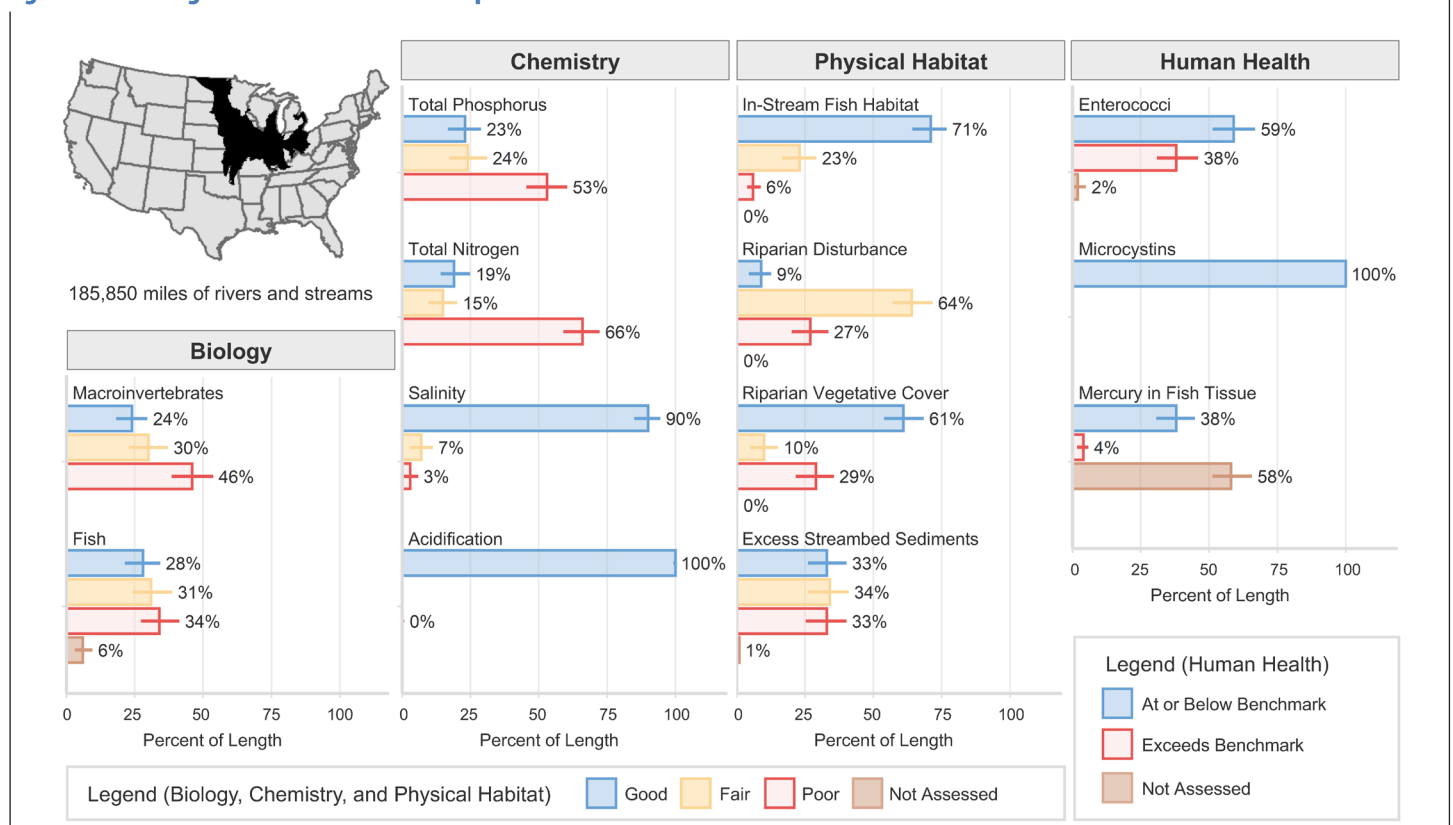 185,850 miles of rivers and streams
Biology
Macroinvertebrates
24%
30%
46%
Fish
28%
31%
34%
6%
0 25 50 75 100
Percent of Length
Chemistry
Total Phosphorus
23%
24%
53%
Total Nitrogen
19%
15%
66%
Salinity
90%
7%
3%
Acidification
100%
0%
0 25 50 75 100
Percent of Length
Physical Habitat
In-Stream Fish Habitat
71%
23%
6%
0%
Riparian Disturbance
9%
64%
27%
0%
Riparian Vegetative Cover
61%
10%
29%
0%
Excess Streambed Sediments
33%
34%
33%
1%
0 25 50 75 100
Percent of Length
Human Health
Enterococci
59%
38%
2%
Microcystins
100%
Mercury in Fish Tissue
38%
4%
58%
0 25 50 75 100
Percent of Length
Legend (Human Health)
At or Below Benchmark
Exceeds Benchmark
Not Assessed
Legend (Biology, Chemistry, and Physical Habitat) Good Fair Poor Not Assessed